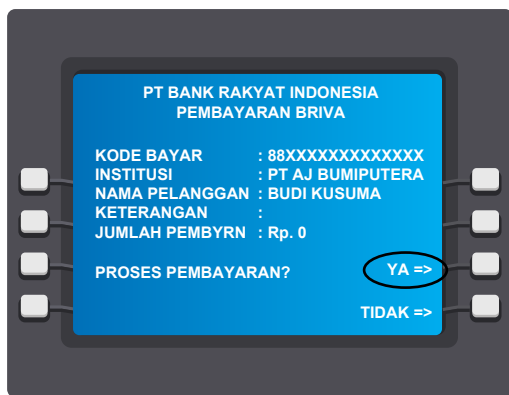 PT BANK RAKYAT INDONESIA
PEMBAYARAN BRIVA
KODE BAYAR : 88XXXXXXXXXXXXX
INSTITUSI : PT AJ BUMIPUTERA
NAMA PELANGGAN : BUDI KUSUMA
KETERANGAN :
JUMLAH PEMBYRN : Rp. 0
PROSES PEMBAYARAN? YA =>
TIDAK =>